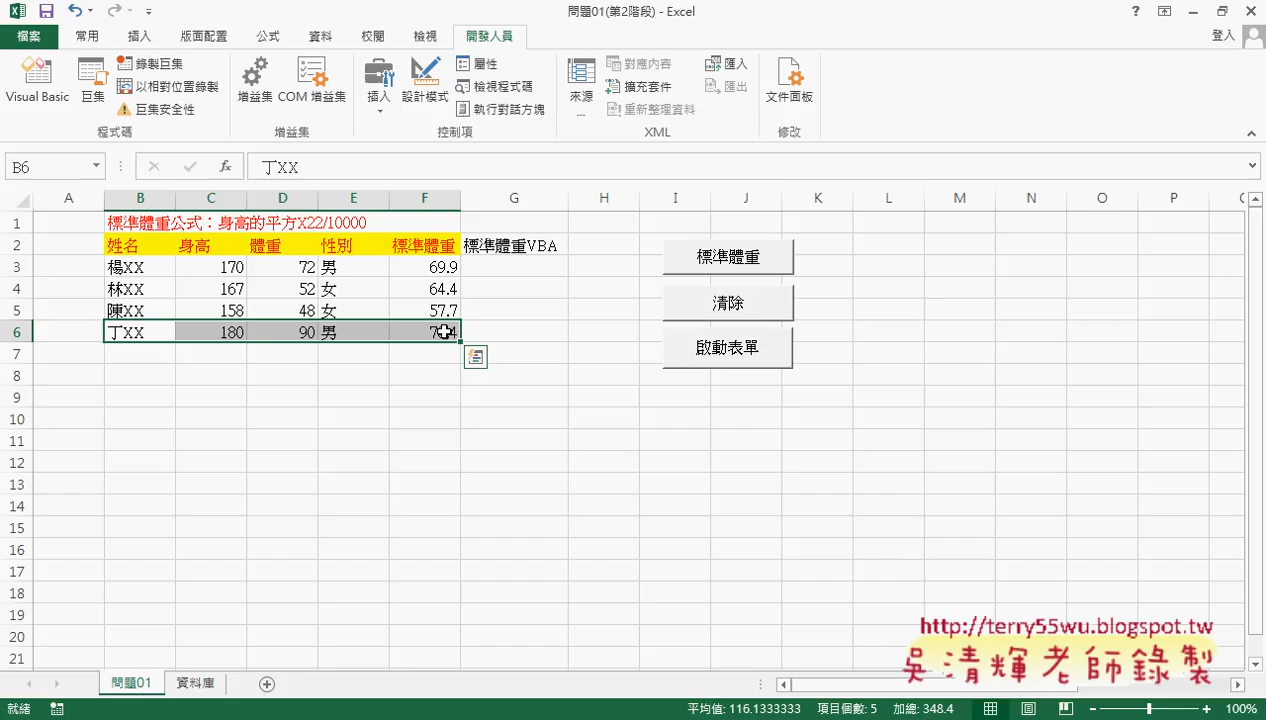 問題01(第2階段) - Excel
檔案 常用 插入 版面配置 公式 資料 校閱 檢視 開發人員 登入
Visual Basic 巨集 錄製巨集 以相對位置錄製 巨集安全性 程式碼
增益集 COM 增益集 增益集
插入 設計模式 屬性 檢視程式碼 執行對話方塊 控制項
來源 ... 對應內容 擴充套件 重新整理資料 匯入 匯出 XML
文件面板 修改
B6 fx 丁XX
A B C D E F G H I J K L M N O P
1 標準體重公式：身高的平方X22/10000
2 姓名 身高 體重 性別 標準體重 標準體重VBA
3 楊XX 170 72 男 69.9
4 林XX 167 52 女 64.4
5 陳XX 158 48 女 57.7
6 丁XX 180 90 男
7
8
9
10
11
12
13
14
15
16
17
18
19
20
21
標準體重
清除
啟動表單
http://terry55wu.blogspot.tw
吳清輝老師錄製
問題01 資料庫
就緒 平均值: 116.1333333 項目個數: 5 加總: 348.4 100%